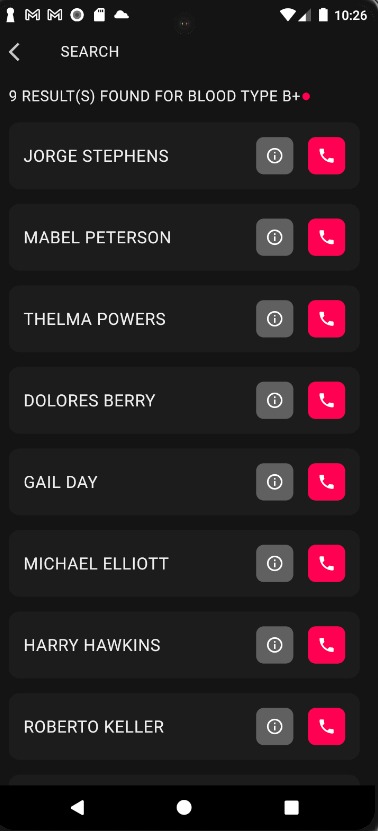 10:26
SEARCH
9 RESULT(S) FOUND FOR BLOOD TYPE B+
JORGE STEPHENS
MABEL PETERSON
THELMA POWERS
DOLORES BERRY
GAIL DAY
MICHAEL ELLIOTT
HARRY HAWKINS
ROBERTO KELLER